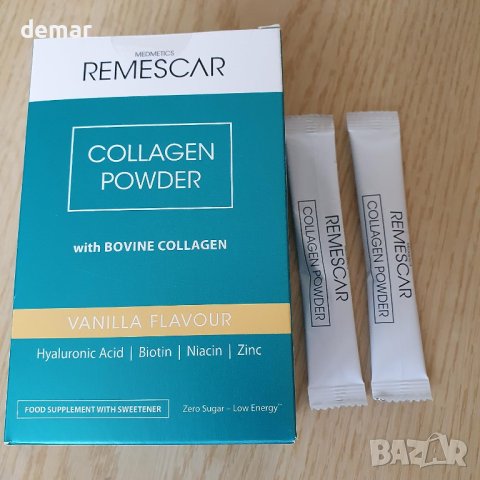 demar
MEDMETICS
REMESCAR
COLLAGEN
POWDER
with BOVINE COLLAGEN
VANILLA FLAVOUR
Hyaluronic Acid | Biotin | Niacin | Zinc
FOOD SUPPLEMENT WITH SWEETENER
Zero Sugar – Low Energy
REMESCAR
COLLAGEN POWDER
REMESCAR
COLLAGEN POWDER
BAZAR